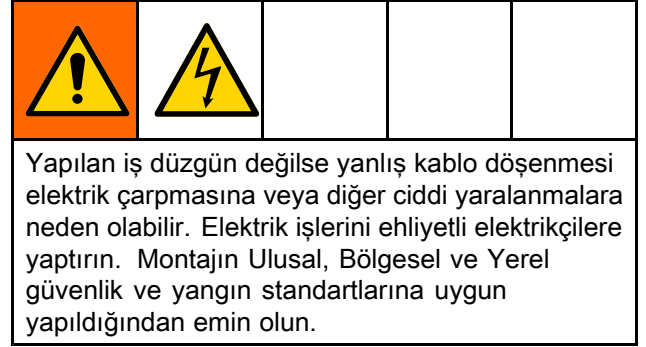 Yapılan iş düzgün değilse yanlış kablo döşenmesi
elektrik çarpmasına veya diğer ciddi yaralanmalara
neden olabilir. Elektrik işlerini ehliyetli elektrikçilere
yaptırın. Montajın Ulusal, Bölgesel ve Yerel
güvenlik ve yangın standartlarına uygun
yapıldığından emin olun.